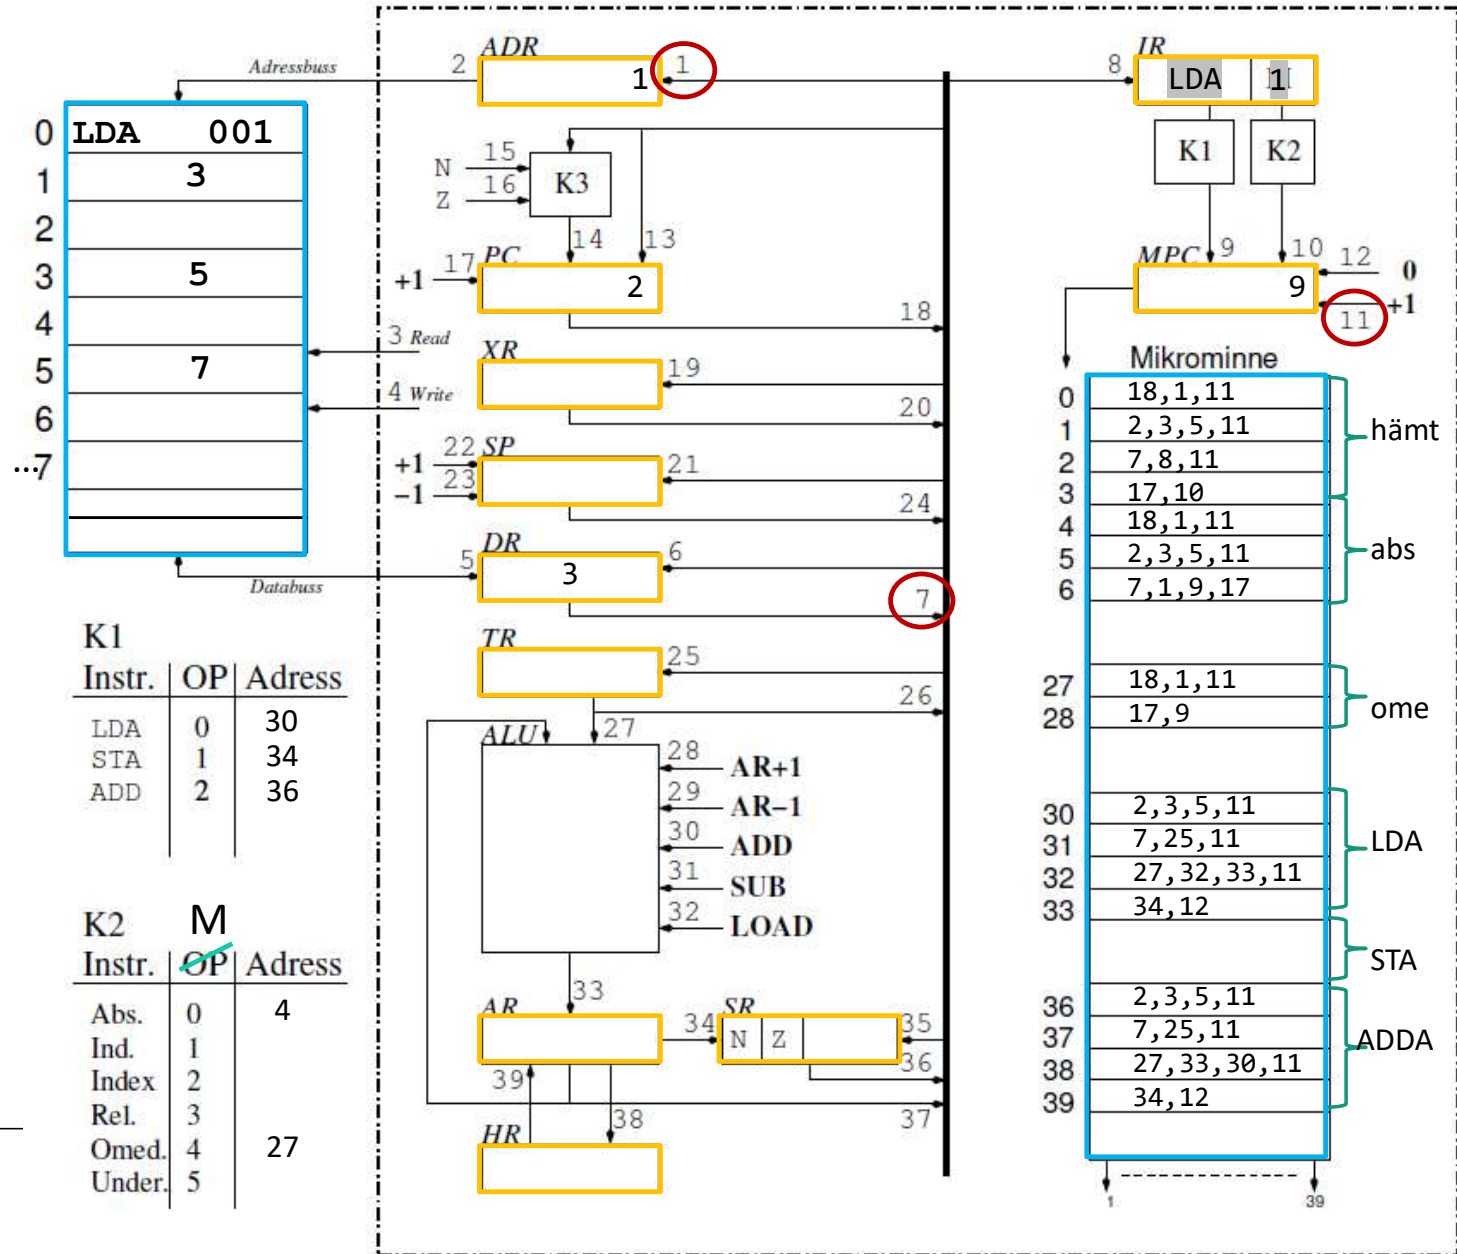 Adressbuss
2
ADR
1
1
8
IR
LDA
1
K1
K2
0 LDA 001
1 3
2
3 5
4
5 7
6
...7
N 15
Z 16
K3
14
13
+1 17
PC
2
18
3 Read
4 Write
XR
19
20
+1 22
-1 23
SP
21
24
5
DR
3
6
7
Databuss
TR
25
26
27
ALU
28 AR+1
29 AR−1
30 ADD
31 SUB
32 LOAD
33
AR
34
SR
N Z
35
36
39
38
37
HR
MPC
9
10
12 0
9
+1
11
Mikrominne
0 18,1,11
1 2,3,5,11
2 7,8,11
3 17,10
hämt
4 18,1,11
5 2,3,5,11
6 7,1,9,17
abs
27 18,1,11
28 17,9
ome
30 2,3,5,11
31 7,25,11
32 27,32,33,11
33 34,12
LDA
STA
36 2,3,5,11
37 7,25,11
38 27,33,30,11
39 34,12
ADDA
1
39
K1
Instr. OP Adress
LDA 0 30
STA 1 34
ADD 2 36
K2 M
Instr. OP Adress
Abs. 0 4
Ind. 1
Index 2
Rel. 3
Omed. 4 27
Under. 5